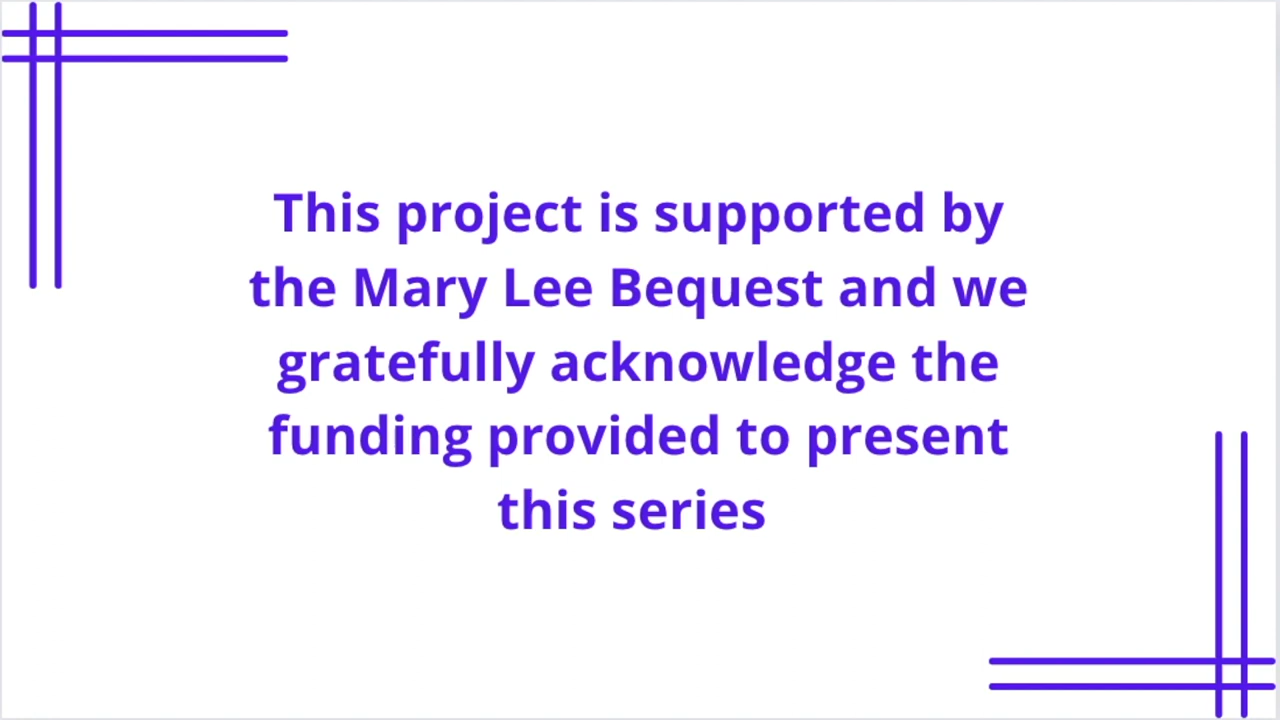 This project is supported by
the Mary Lee Bequest and we
gratefully acknowledge the
funding provided to present
this series